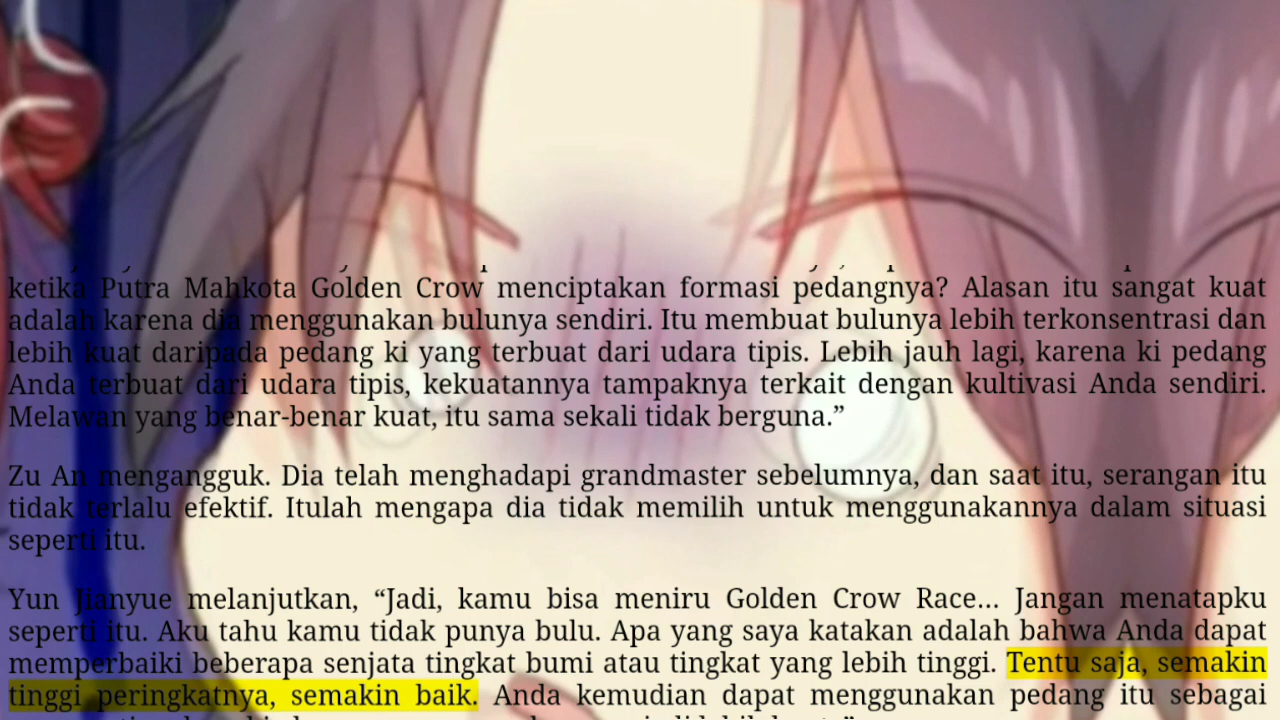 ketika Putra Mahkota Golden Crow menciptakan formasi pedangnya? Alasan itu sangat kuat
adalah karena dia menggunakan bulunya sendiri. Itu membuat bulunya lebih terkonsentrasi dan
lebih kuat daripada pedang ki yang terbuat dari udara tipis. Lebih jauh lagi, karena ki pedang
Anda terbuat dari udara tipis, kekuatannya tampaknya terkait dengan kultivasi Anda sendiri.
Melawan yang benar-benar kuat, itu sama sekali tidak berguna.”
Zu An mengangguk. Dia telah menghadapi grandmaster sebelumnya, dan saat itu, serangan itu
tidak terlalu efektif. Itulah mengapa dia tidak memilih untuk menggunakannya dalam situasi
seperti itu.
Yun Jianyue melanjutkan, “Jadi, kamu bisa meniru Golden Crow Race... Jangan menatapku
seperti itu. Aku tahu kamu tidak punya bulu. Apa yang saya katakan adalah bahwa Anda dapat
memperbaiki beberapa senjata tingkat bumi atau tingkat yang lebih tinggi. Tentu saja, semakin
tinggi peringkatnya, semakin baik. Anda kemudian dapat menggunakan pedang itu sebagai